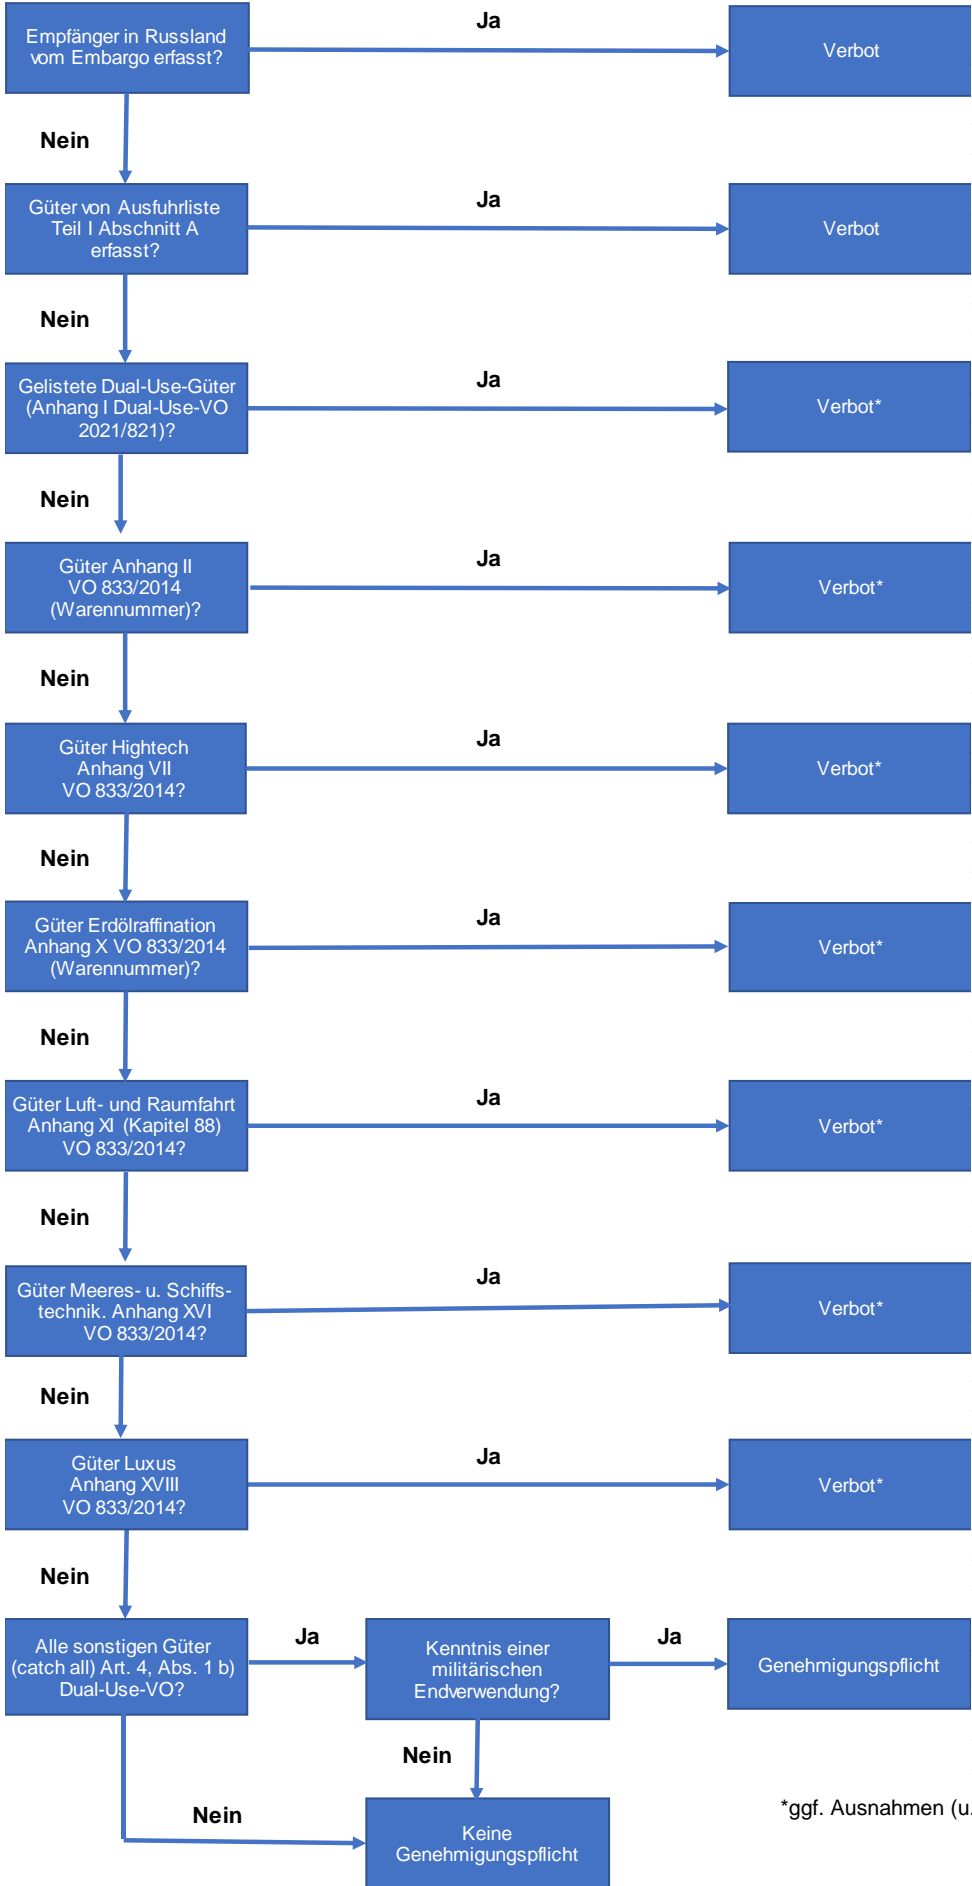 Ja
Empfänger in Russland
vom Embargo erfasst?
Verbot
Nein
Ja
Güter von Ausfuhrliste
Teil I Abschnitt A
erfasst?
Verbot
Nein
Ja
Gelistete Dual-Use-Güter
(Anhang I Dual-Use-VO
2021/821)?
Verbot*
Nein
Ja
Güter Anhang II
VO 833/2014
(Warennummer)?
Verbot*
Nein
Ja
Güter Hightech
Anhang VII
VO 833/2014?
Verbot*
Nein
Ja
Güter Erdölraffination
Anhang X VO 833/2014
(Warennummer)?
Verbot*
Nein
Ja
Güter Luft- und Raumfahrt
Anhang XI (Kapitel 88)
VO 833/2014?
Verbot*
Nein
Ja
Güter Meeres- u. Schiffs-
technik. Anhang XVI
VO 833/2014?
Verbot*
Nein
Ja
Güter Luxus
Anhang XVIII
VO 833/2014?
Verbot*
Nein
Alle sonstigen Güter
(catch all) Art. 4, Abs. 1 b)
Dual-Use-VO?
Ja
Kenntnis einer
militärischen
Endverwendung?
Ja
Genehmigungspflicht
Nein
Nein
Keine
Genehmigungspflicht
*ggf. Ausnahmen (u.